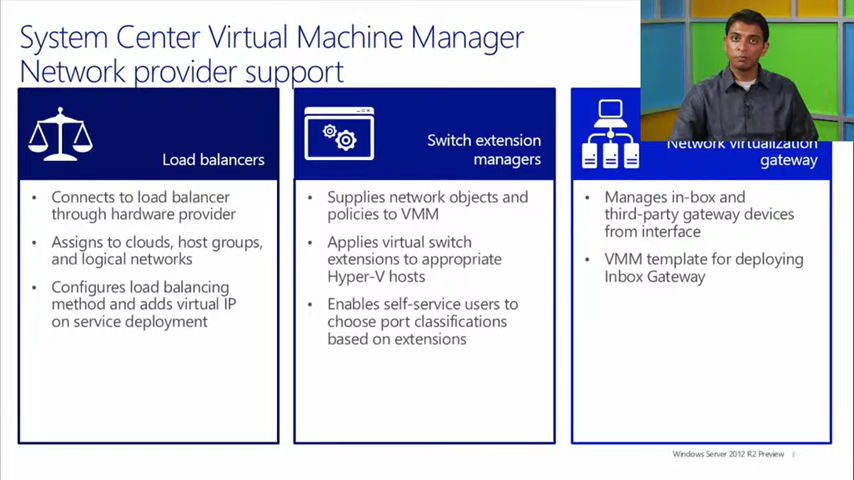 System Center Virtual Machine Manager
Network provider support
Load balancers
• Connects to load balancer
through hardware provider
• Assigns to clouds, host groups,
and logical networks
• Configures load balancing
method and adds virtual IP
on service deployment
Switch extension
managers
• Supplies network objects and
policies to VMM
• Applies virtual switch
extensions to appropriate
Hyper-V hosts
• Enables self-service users to
choose port classifications
based on extensions
Network virtualization
gateway
• Manages in-box and
third-party gateway devices
from interface
• VMM template for deploying
Inbox Gateway
Windows Server 2012 R2 Preview |